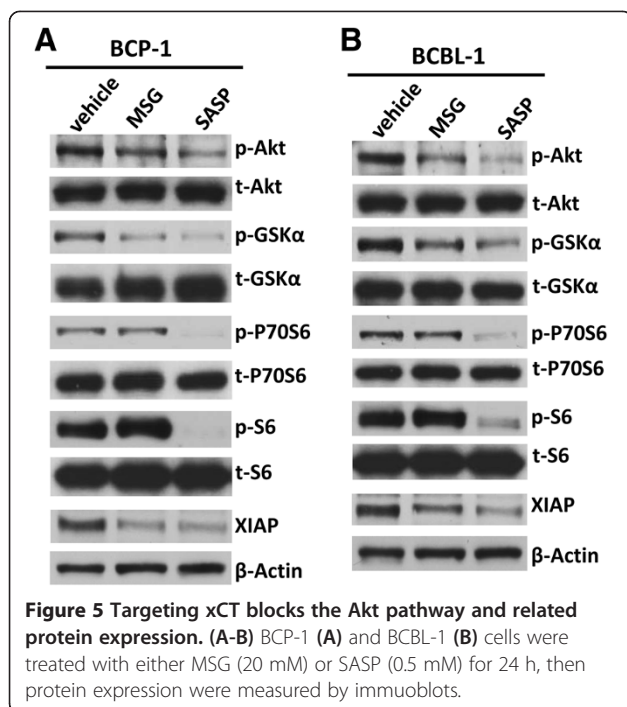 A
BCP-1
vehicle MSG SASP
p-Akt
t-Akt
p-GSKα
t-GSKα
p-P70S6
t-P70S6
p-S6
t-S6
XIAP
β-Actin
B
BCBL-1
vehicle MSG SASP
p-Akt
t-Akt
p-GSKα
t-GSKα
p-P70S6
t-P70S6
p-S6
t-S6
XIAP
β-Actin
Figure 5 Targeting xCT blocks the Akt pathway and related
protein expression. (A-B) BCP-1 (A) and BCBL-1 (B) cells were
treated with either MSG (20 mM) or SASP (0.5 mM) for 24 h, then
protein expression were measured by immuoblots.